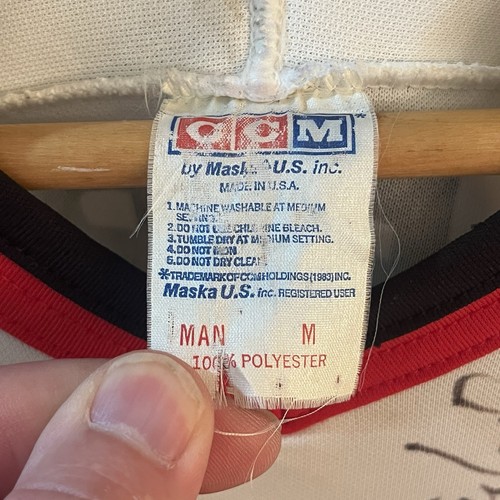 CCM*
by Maska U.S. inc.
MADE IN U.S.A.
1. MACHINE WASHABLE AT MEDIUM
SETTING.
2. DO NOT USE CHLORINE BLEACH.
3. TUMBLE DRY AT MEDIUM SETTING.
4. DO NOT IRON
5. DO NOT DRY CLEAN
*TRADEMARK OF CCM HOLDINGS (1983) INC.
Maska U.S. inc. REGISTERED USER
MAN M
100% POLYESTER